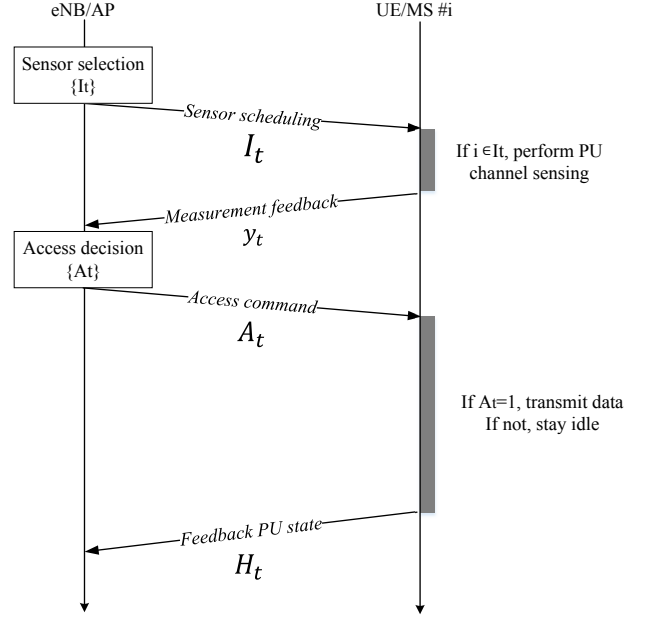 eNB/AP
UE/MS #i
Sensor selection
{It}
Sensor scheduling
I_t
If i ∈It, perform PU
channel sensing
Measurement feedback
y_t
Access decision
{At}
Access command
A_t
If At=1, transmit data
If not, stay idle
Feedback PU state
H_t